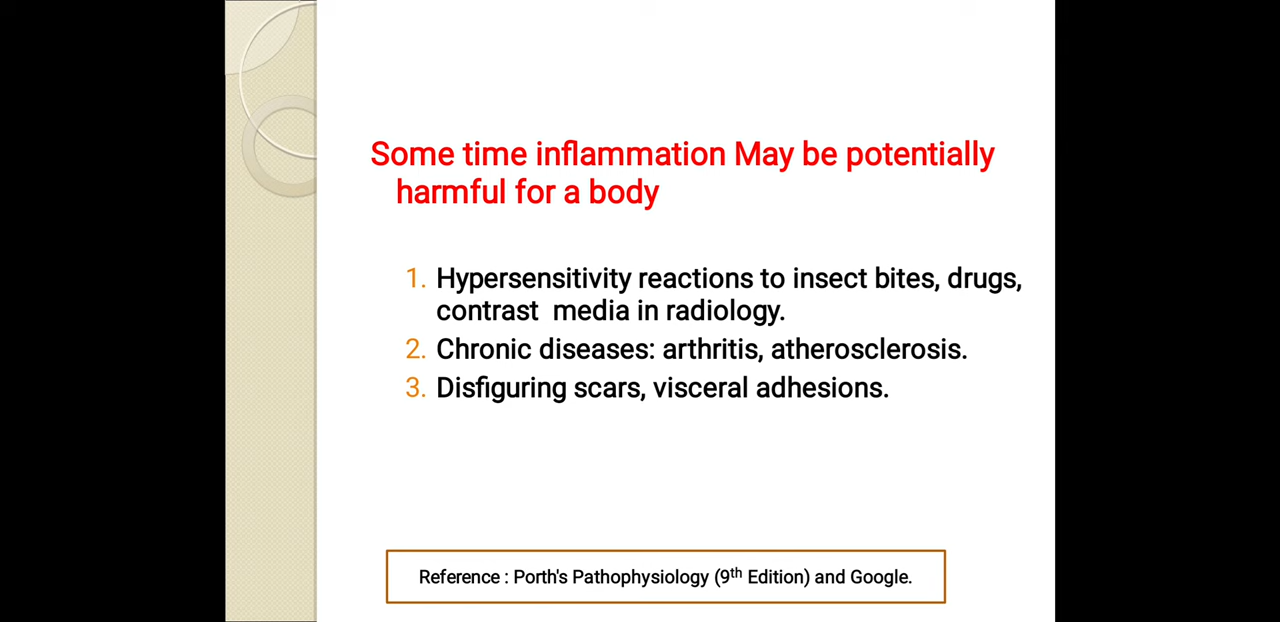 Some time inflammation May be potentially
harmful for a body
1. Hypersensitivity reactions to insect bites, drugs,
contrast media in radiology.
2. Chronic diseases: arthritis, atherosclerosis.
3. Disfiguring scars, visceral adhesions.
Reference : Porth's Pathophysiology (9th Edition) and Google.